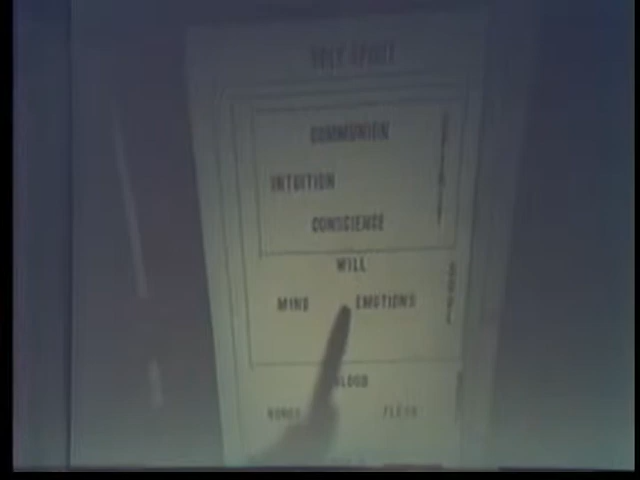 HOLY SPIRIT
COMMUNION
INTUITION
CONSCIENCE
WILL
MIND EMOTIONS
BLOOD
BONES FLESH